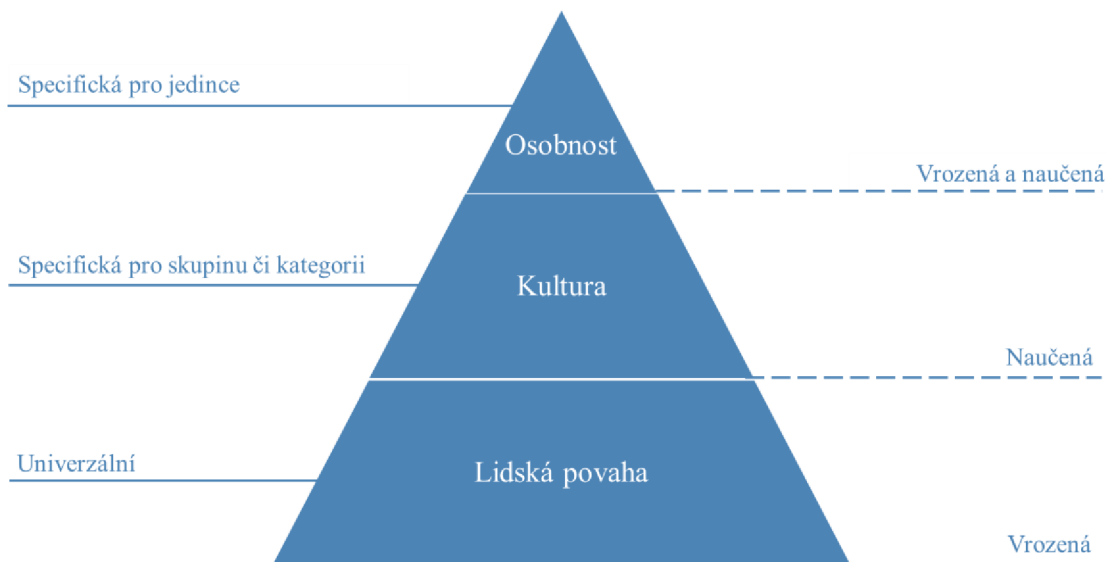 Specifická pro jedince
Osobnost
Vrozená a naučená
Specifická pro skupinu či kategorii
Kultura
Naučená
Univerzální
Lidská povaha
Vrozená